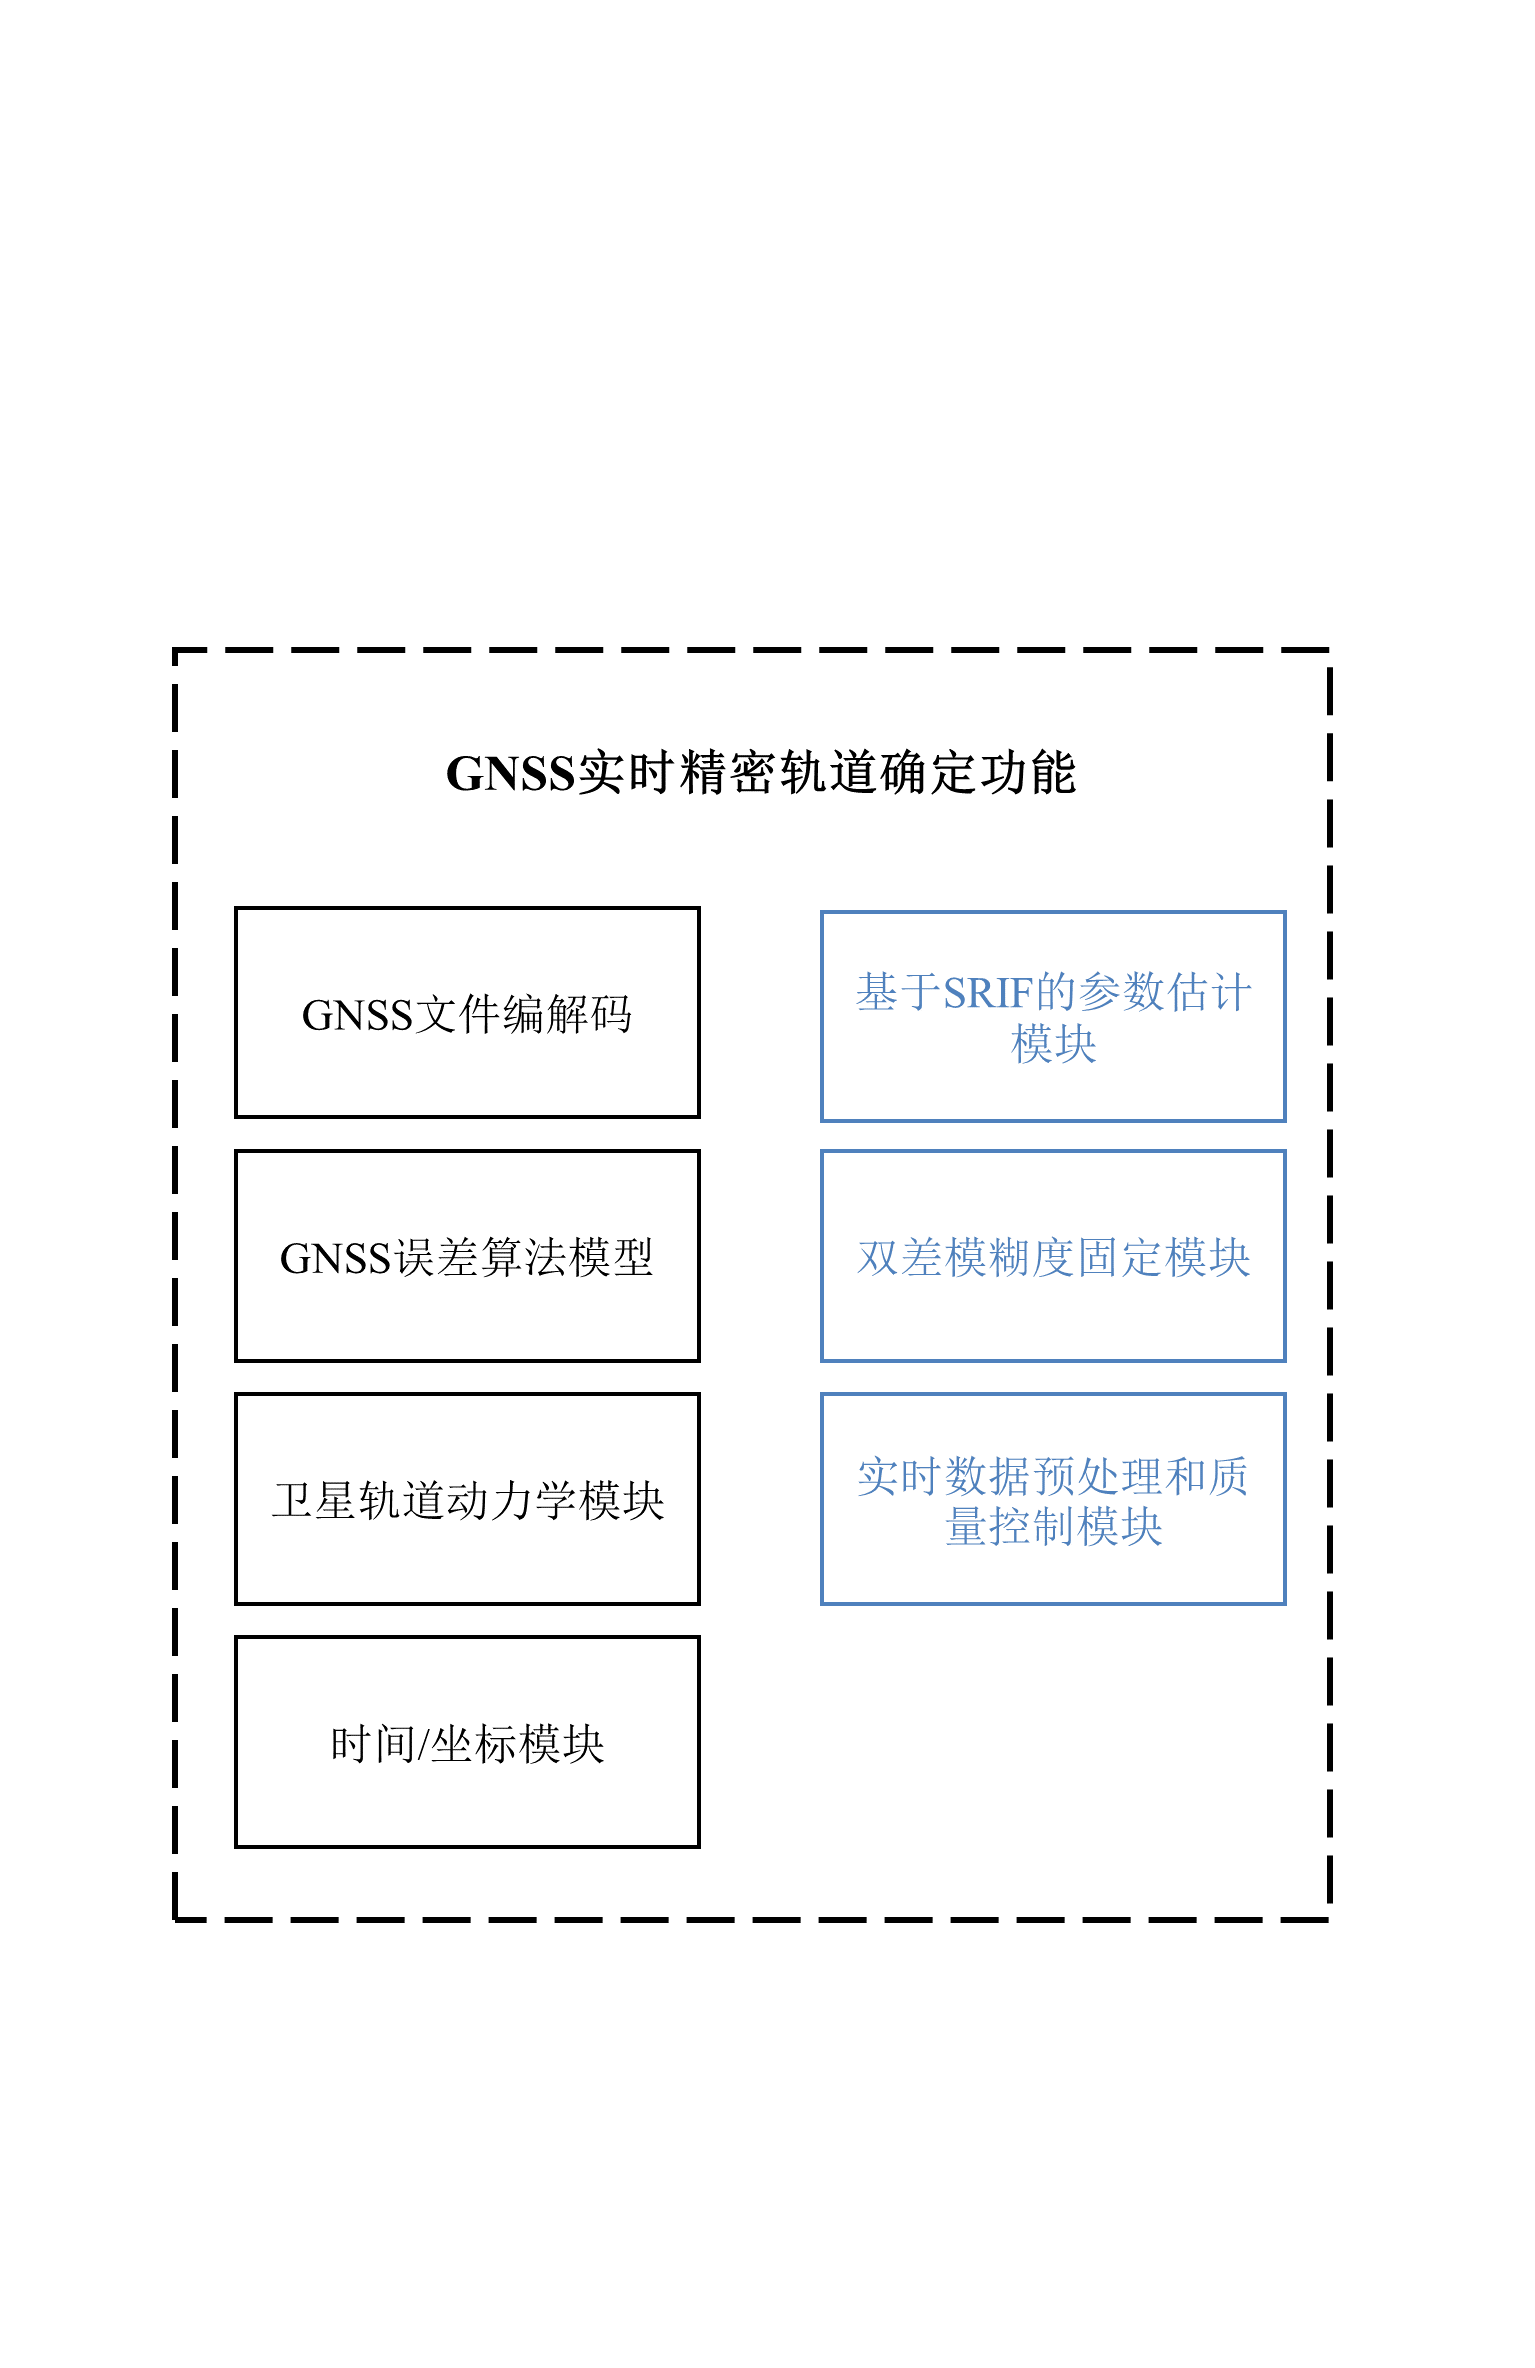 GNSS实时精密轨道确定功能
GNSS文件编解码
GNSS误差算法模型
卫星轨道动力学模块
时间/坐标模块
基于SRIF的参数估计
模块
双差模糊度固定模块
实时数据预处理和质
量控制模块